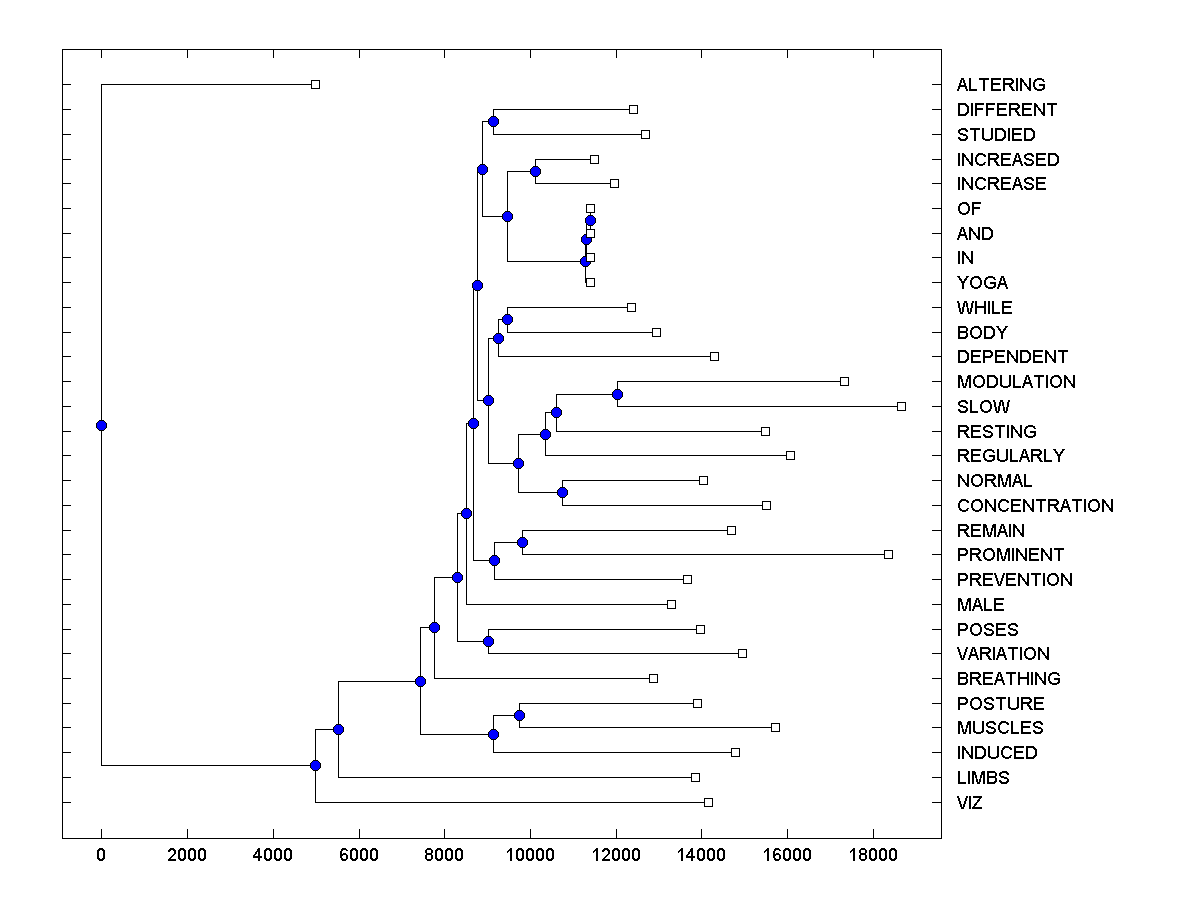 ALTERING
DIFFERENT
STUDIED
INCREASED
INCREASE
OF
AND
IN
YOGA
WHILE
BODY
DEPENDENT
MODULATION
SLOW
RESTING
REGULARLY
NORMAL
CONCENTRATION
REMAIN
PROMINENT
PREVENTION
MALE
POSES
VARIATION
BREATHING
POSTURE
MUSCLES
INDUCED
LIMBS
VIZ
0 2000 4000 6000 8000 10000 12000 14000 16000 18000